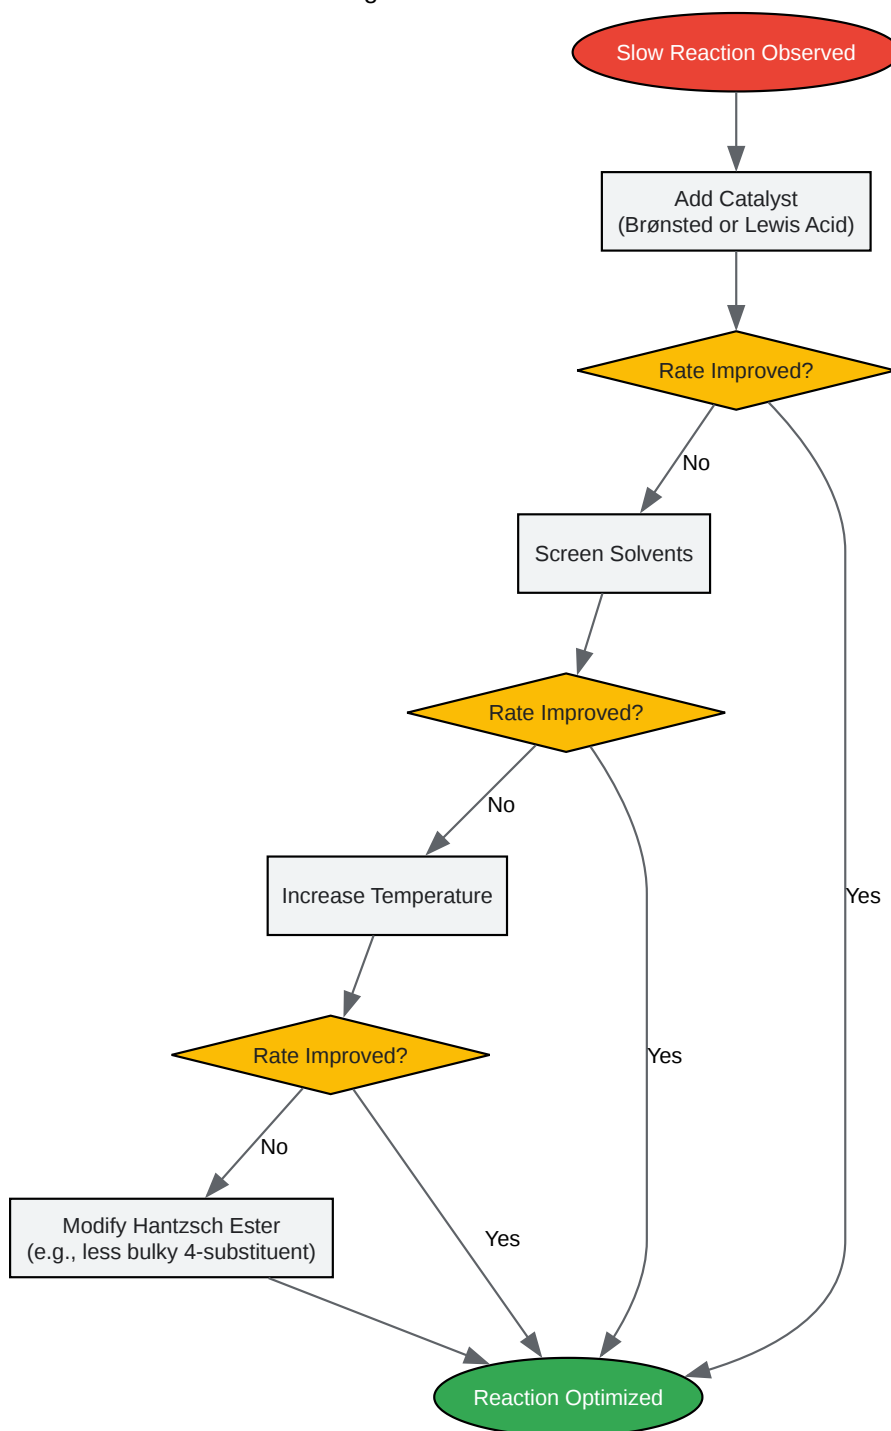 Slow Reaction Observed
Add Catalyst
(Brønsted or Lewis Acid)
Rate Improved?
No
Screen Solvents
Rate Improved?
No
Increase Temperature
Yes
Rate Improved?
Yes
No
Modify Hantzsch Ester
(e.g., less bulky 4-substituent)
Yes
Reaction Optimized